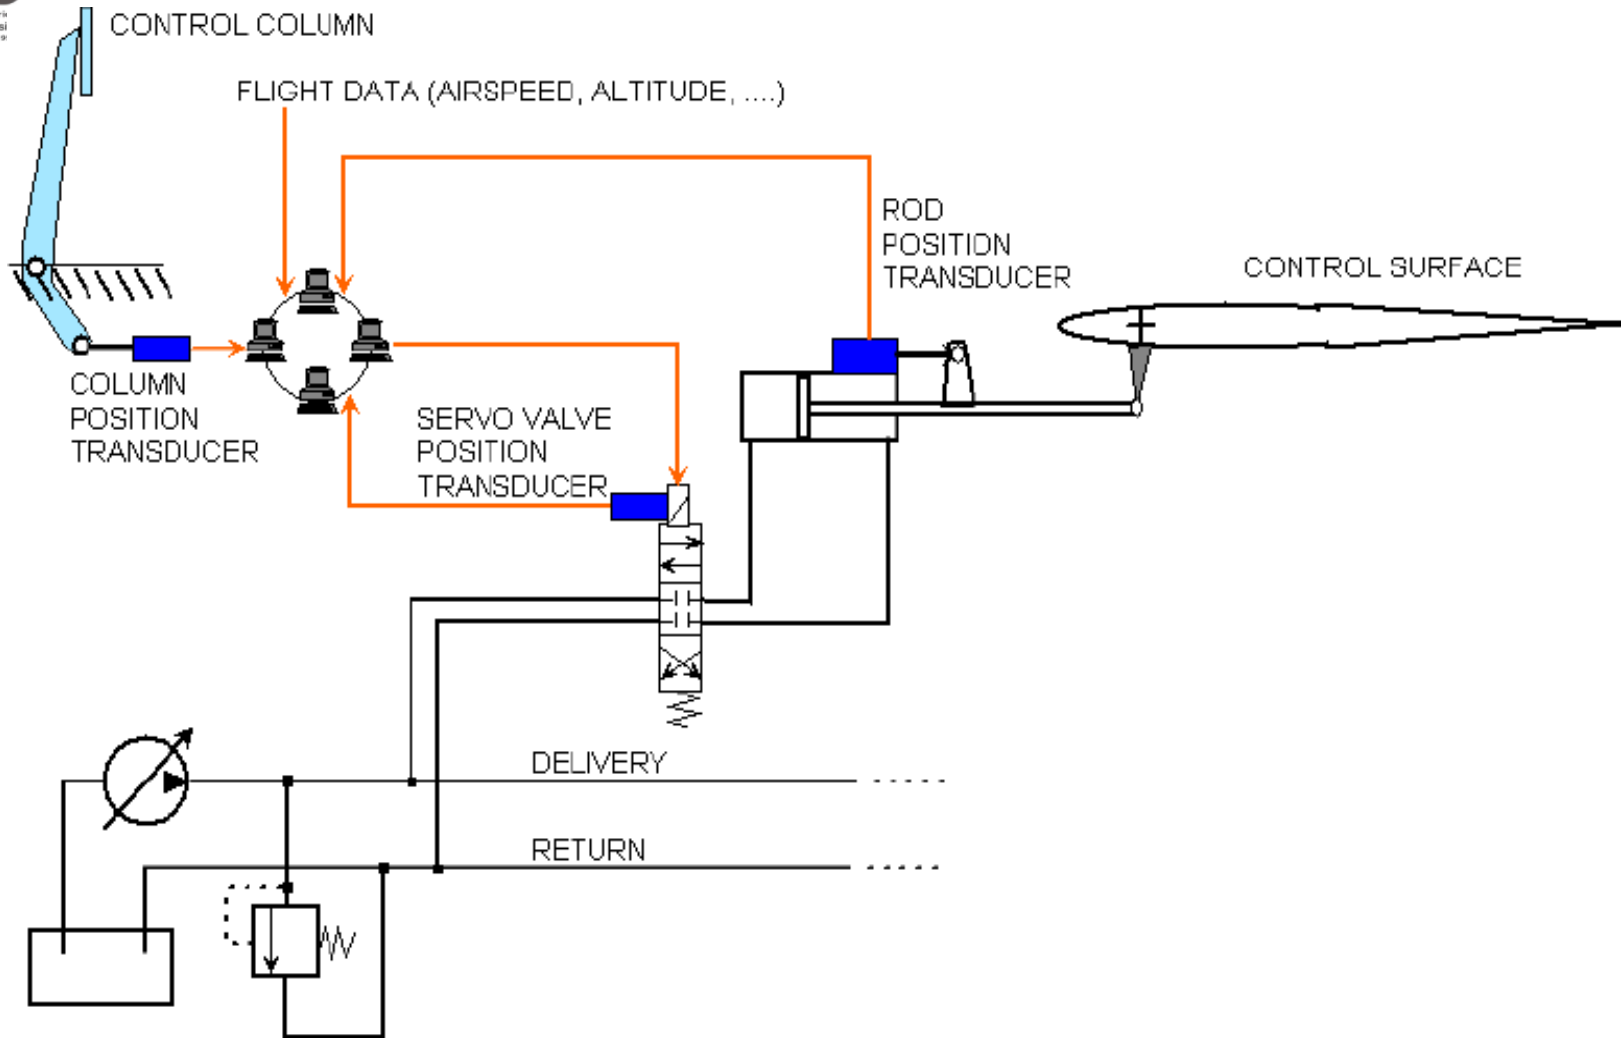 CONTROL COLUMN
FLIGHT DATA (AIRSPEED, ALTITUDE, ....)
ROD
POSITION
TRANSDUCER
CONTROL SURFACE
COLUMN
POSITION
TRANSDUCER
SERVO VALVE
POSITION
TRANSDUCER
DELIVERY
RETURN